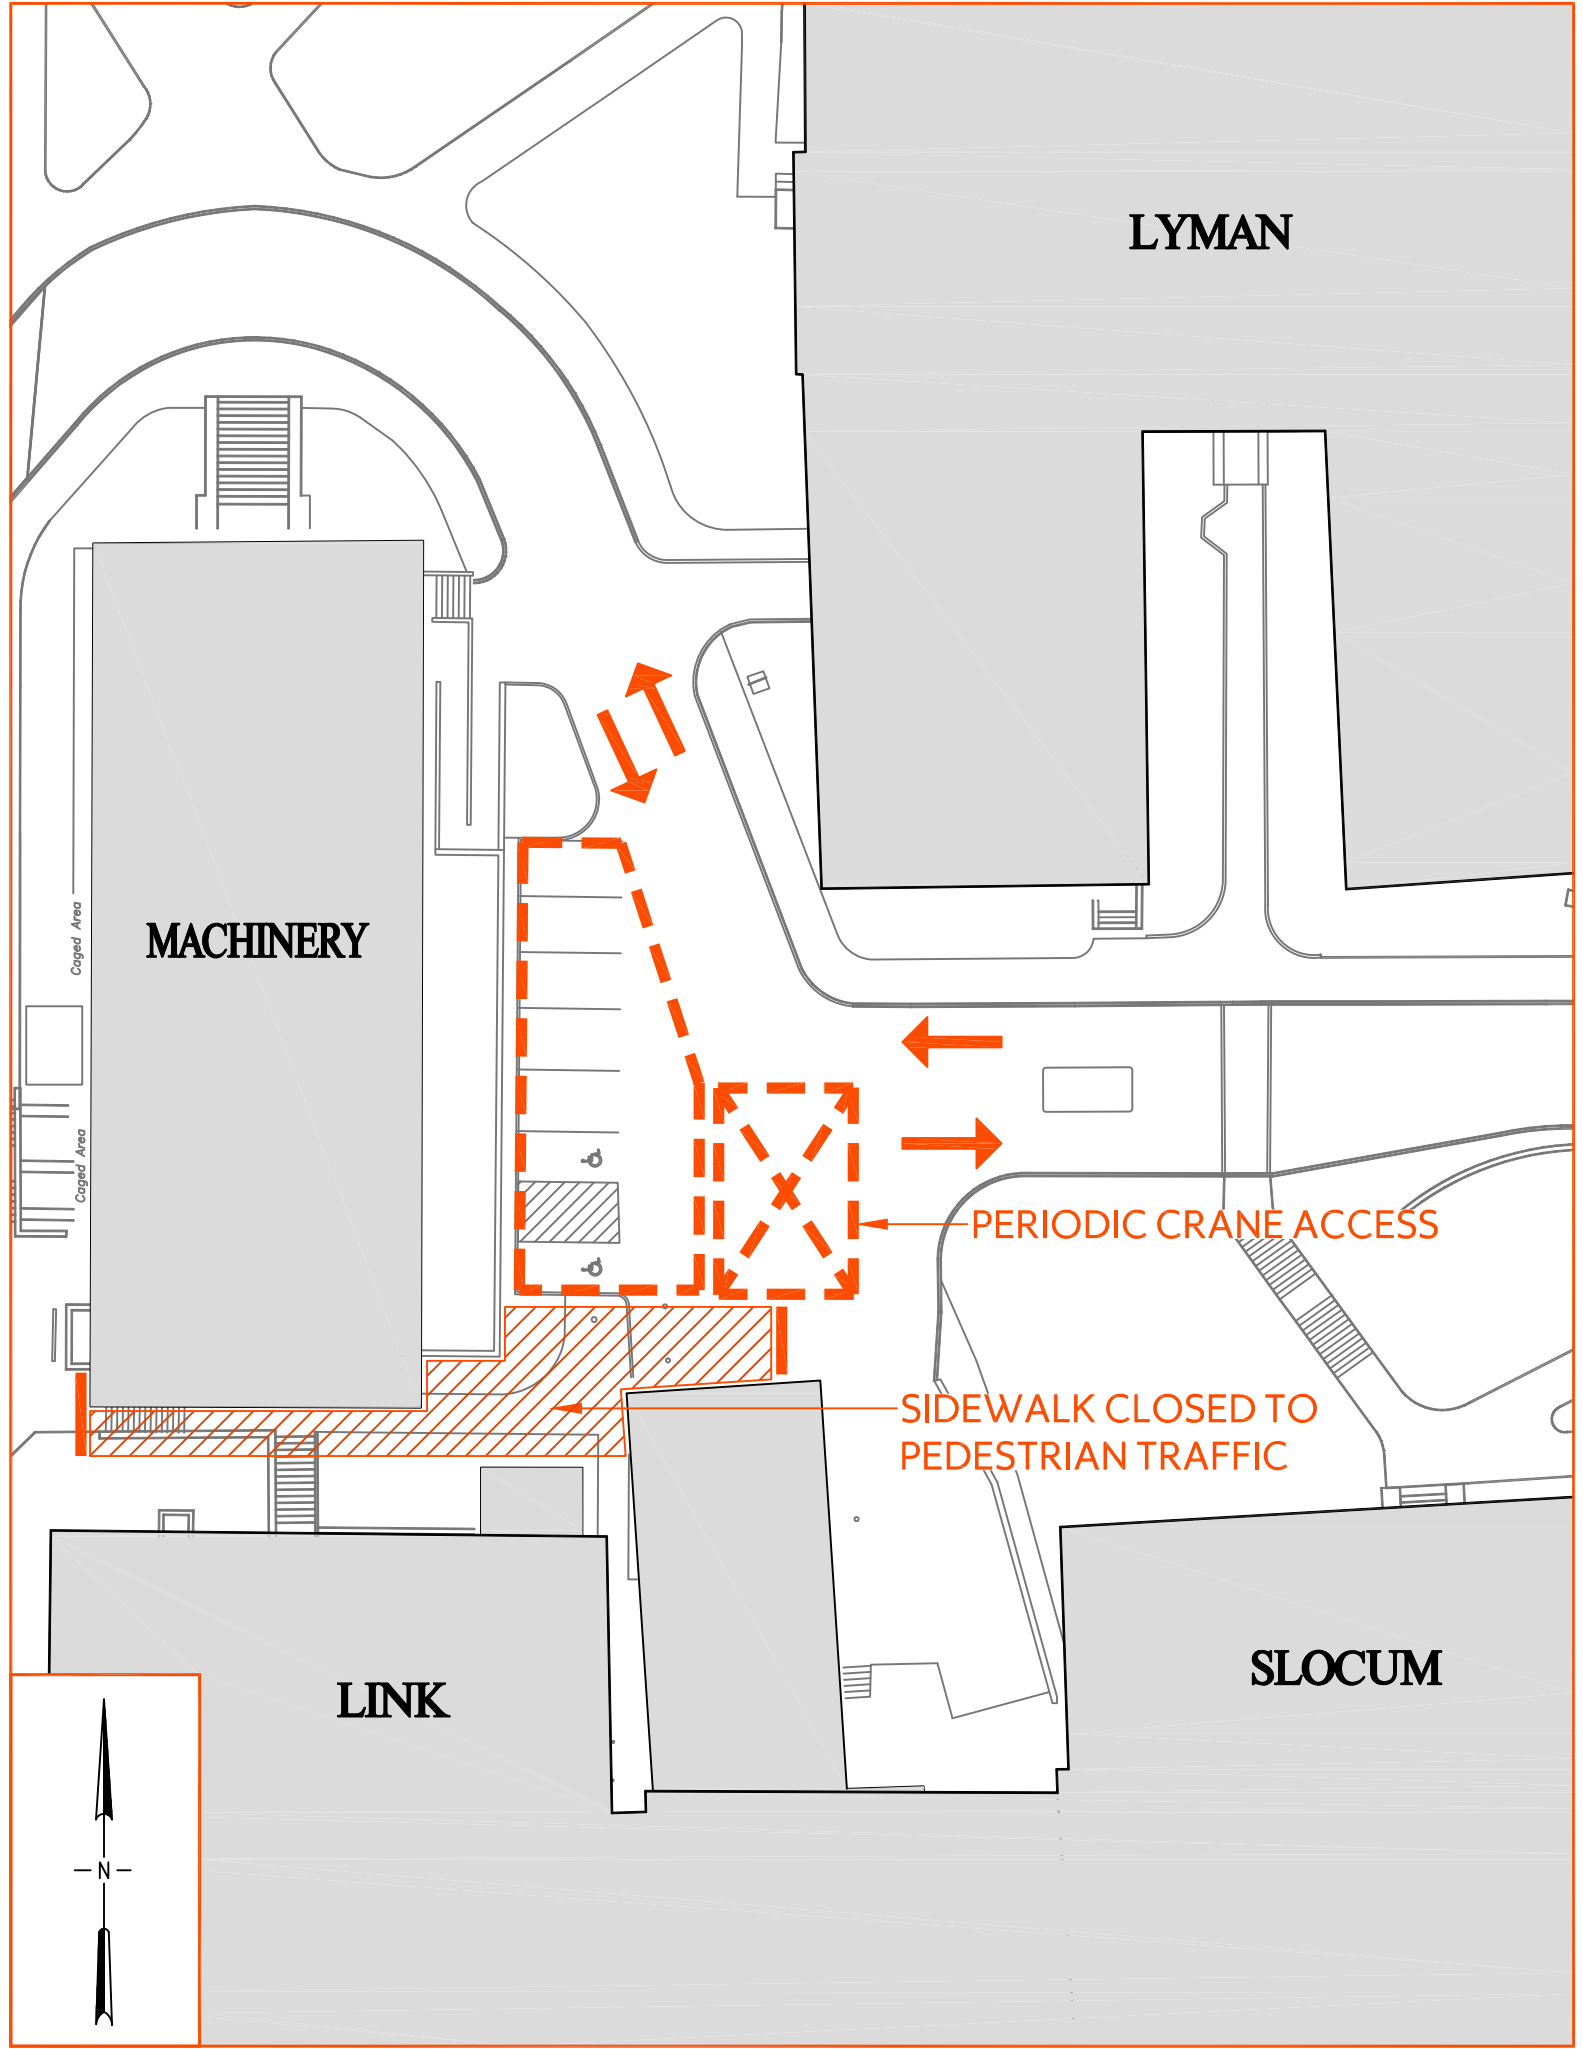 LYMAN
MACHINERY
Caged Area
Caged Area
PERIODIC CRANE ACCESS
SIDEWALK CLOSED TO
PEDESTRIAN TRAFFIC
LINK
SLOCUM
N